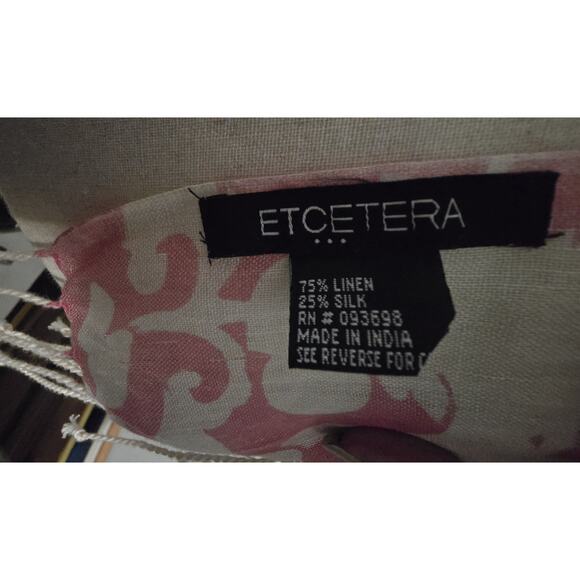 ETCETERA
...
75% LINEN
25% SILK
RN # 093698
MADE IN INDIA
SEE REVERSE FOR